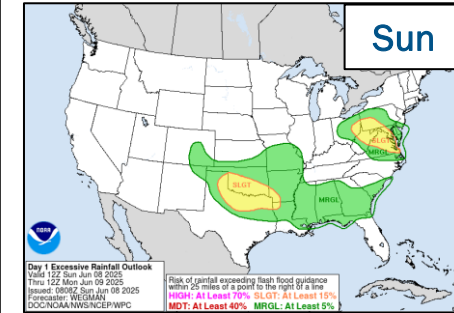 Sun
SLGT
MRGL
SLGT
MRGL
NOAA
Day 1 Excessive Rainfall Outlook
Valid 12Z Sun Jun 08 2025
Thru 12Z Mon Jun 09 2025
Issued: 0808Z Sun Jun 08 2025
Forecaster: WEGMAN
DOC/NOAA/NWS/NCEP/WPC
Risk of rainfall exceeding flash flood guidance
within 25 miles of a point to the right of a line
HIGH: At Least 70% SLGT: At Least 15%
MDT: At Least 40% MRGL: At Least 5%